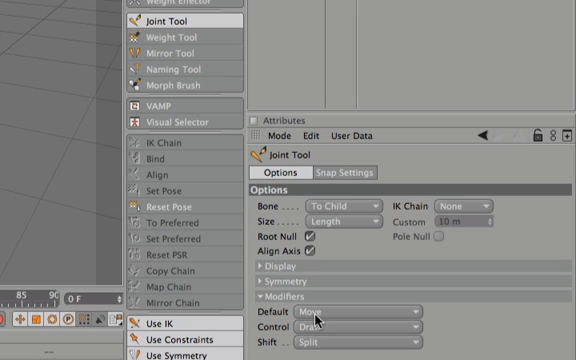 Weight Effector
Joint Tool
Weight Tool
Mirror Tool
Naming Tool
Morph Brush
VAMP
Visual Selector
IK Chain
Bind
Align
Set Pose
Reset Pose
To Preferred
Set Preferred
Reset PSR
Copy Chain
Map Chain
Mirror Chain
Use IK
Use Constraints
Use Symmetry
85 90
0 F
Attributes
Mode Edit User Data
Joint Tool
Options Snap Settings
Options
Bone . . . . To Child IK Chain None
Size . . . . . Length Custom 10 m
Root Null Pole Null
Align Axis
Display
Symmetry
Modifiers
Default Move
Control Draw
Shift . . Split